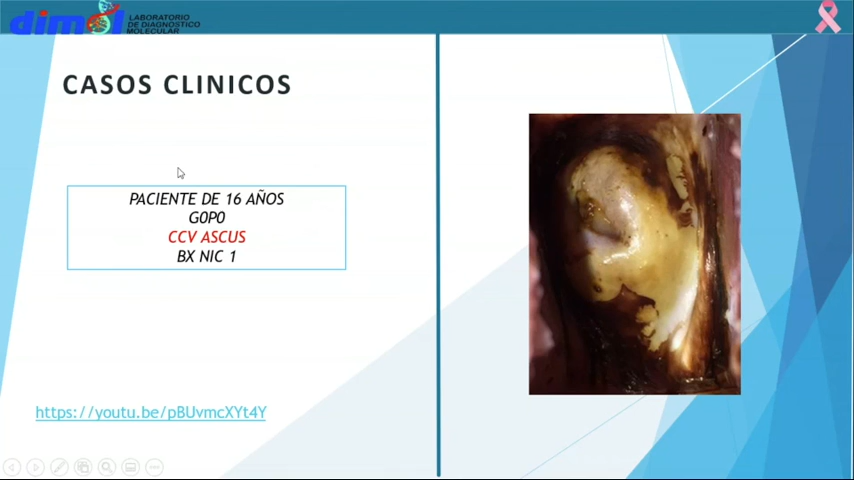 dimol
LABORATORIO
DE DIAGNOSTICO
MOLECULAR
CASOS CLINICOS
PACIENTE DE 16 AÑOS
G0P0
CCV ASCUS
BX NIC 1
https://youtu.be/pBUvmcXYt4Y